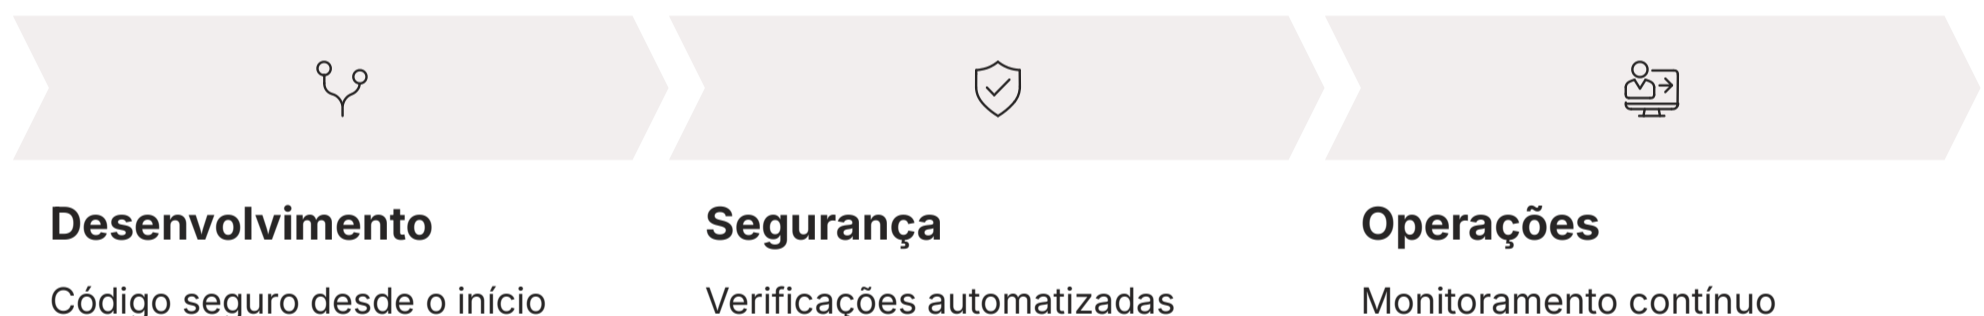 Desenvolvimento
Segurança
Operações
Código seguro desde o início
Verificações automatizadas
Monitoramento contínuo